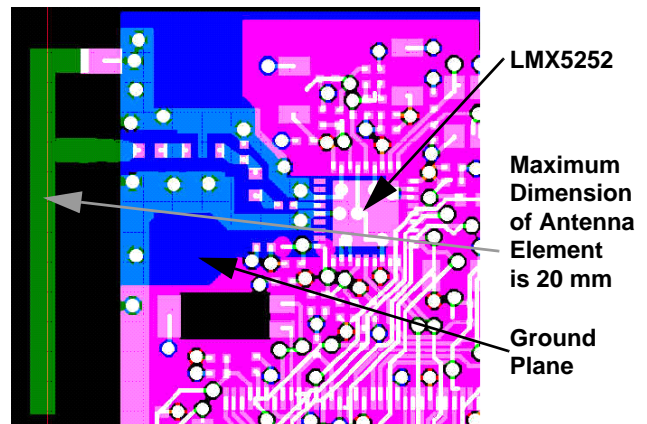 LMX5252
Maximum
Dimension
of Antenna
Element
is 20 mm
Ground
Plane